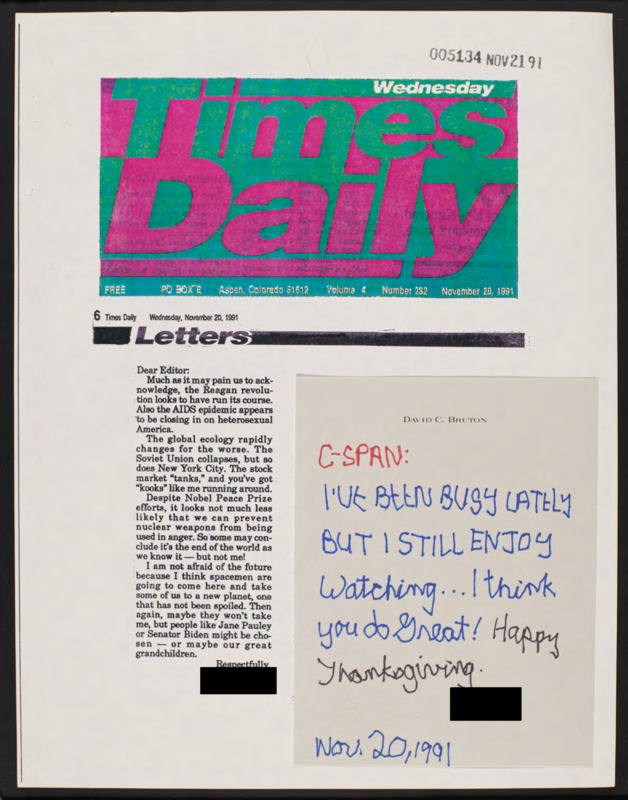 005134 NOV 21 91
Wednesday
Times
Daily
FREE PO BOX E Aspen, Colorado 81612 Volume 4 Number 232 November 20, 1991
6 Times Daily Wednesday, November 20, 1991
Letters
Dear Editor:
Much as it may pain us to ack-
nowledge, the Reagan revolu-
tion looks to have run its course.
Also the AIDS epidemic appears
to be closing in on heterosexual
America.
The global ecology rapidly
changes for the worse. The
Soviet Union collapses, but so
does New York City. The stock
market "tanks," and you've got
"kooks" like me running around.
Despite Nobel Peace Prize
efforts, it looks not much less
likely that we can prevent
nuclear weapons from being
used in anger. So some may con-
clude it's the end of the world as
we know it — but not me!
I am not afraid of the future
because I think spacemen are
going to come here and take
some of us to a new planet, one
that has not been spoiled. Then
again, maybe they won't take
me, but people like Jane Pauley
or Senator Biden might be cho-
sen — or maybe our great
grandchildren.
Respectfully
DAVID C. BRUTON
C-SPAN:
I'VE BEEN BUSY LATELY
BUT I STILL ENJOY
Watching... I think
you do Great! Happy
Thanksgiving.
Nov. 20, 1991